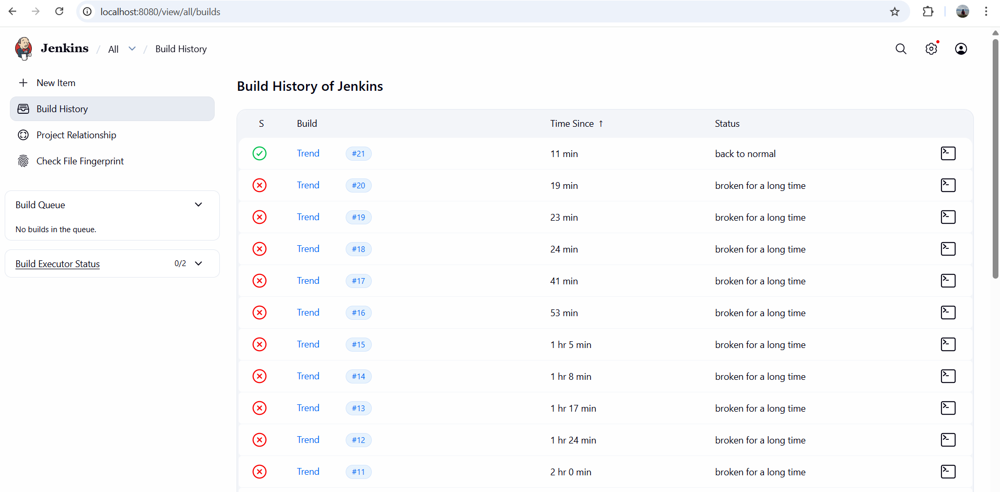 localhost:8080/view/all/builds
Jenkins / All / Build History
New Item
Build History
Project Relationship
Check File Fingerprint
Build Queue
No builds in the queue.
Build Executor Status 0/2
Build History of Jenkins
S Build Time Since ↑ Status
Trend #21 11 min back to normal
Trend #20 19 min broken for a long time
Trend #19 23 min broken for a long time
Trend #18 24 min broken for a long time
Trend #17 41 min broken for a long time
Trend #16 53 min broken for a long time
Trend #15 1 hr 5 min broken for a long time
Trend #14 1 hr 8 min broken for a long time
Trend #13 1 hr 17 min broken for a long time
Trend #12 1 hr 24 min broken for a long time
Trend #11 2 hr 0 min broken for a long time